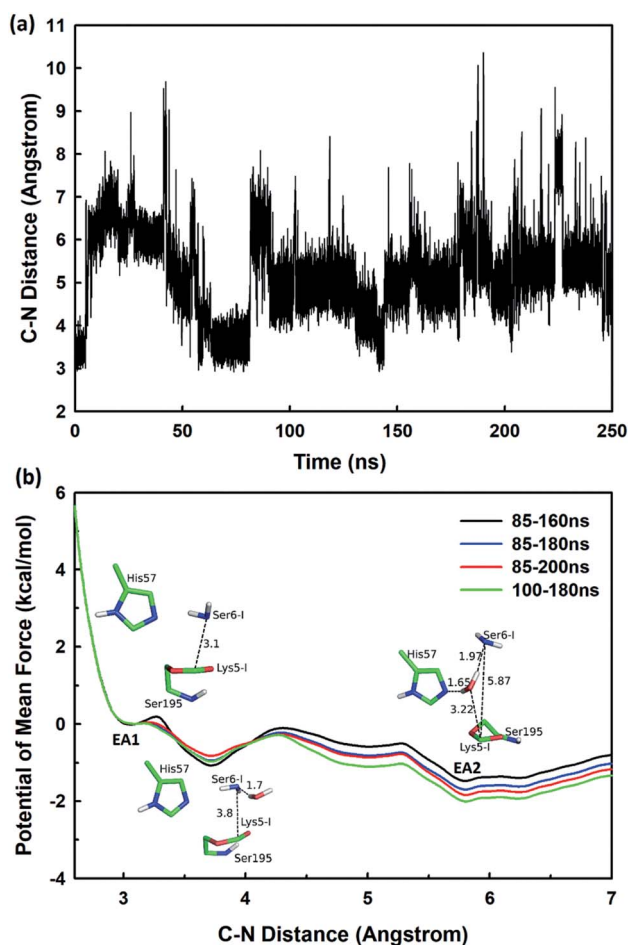 (a)
11
10
9
8
7
6
5
4
3
2
C-N Distance (Angstrom)
0 50 100 150 200 250
Time (ns)
(b)
6
4
2
0
-2
-4
Potential of Mean Force (kcal/mol)
85-160ns
85-180ns
85-200ns
100-180ns
His57
Ser6-I
3.1
Lys5-I
Ser195
EA1
His57
Ser6-I
1.7
3.8
Lys5-I
Ser195
Ser6-I
His57
1.97
1.65
5.87
3.22
Ser195
Lys5-I
EA2
3 4 5 6 7
C-N Distance (Angstrom)